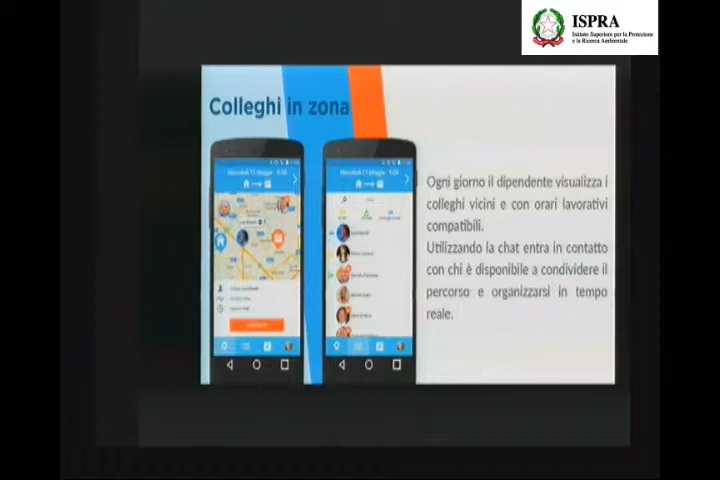 ISPRA
Istituto Superiore per la Protezione
e la Ricerca Ambientale
Colleghi in zona
Ogni giorno il dipendente visualizza i
colleghi vicini e con orari lavorativi
compatibili.
Utilizzando la chat entra in contatto
con chi è disponibile a condividere il
percorso e organizzarsi in tempo
reale.